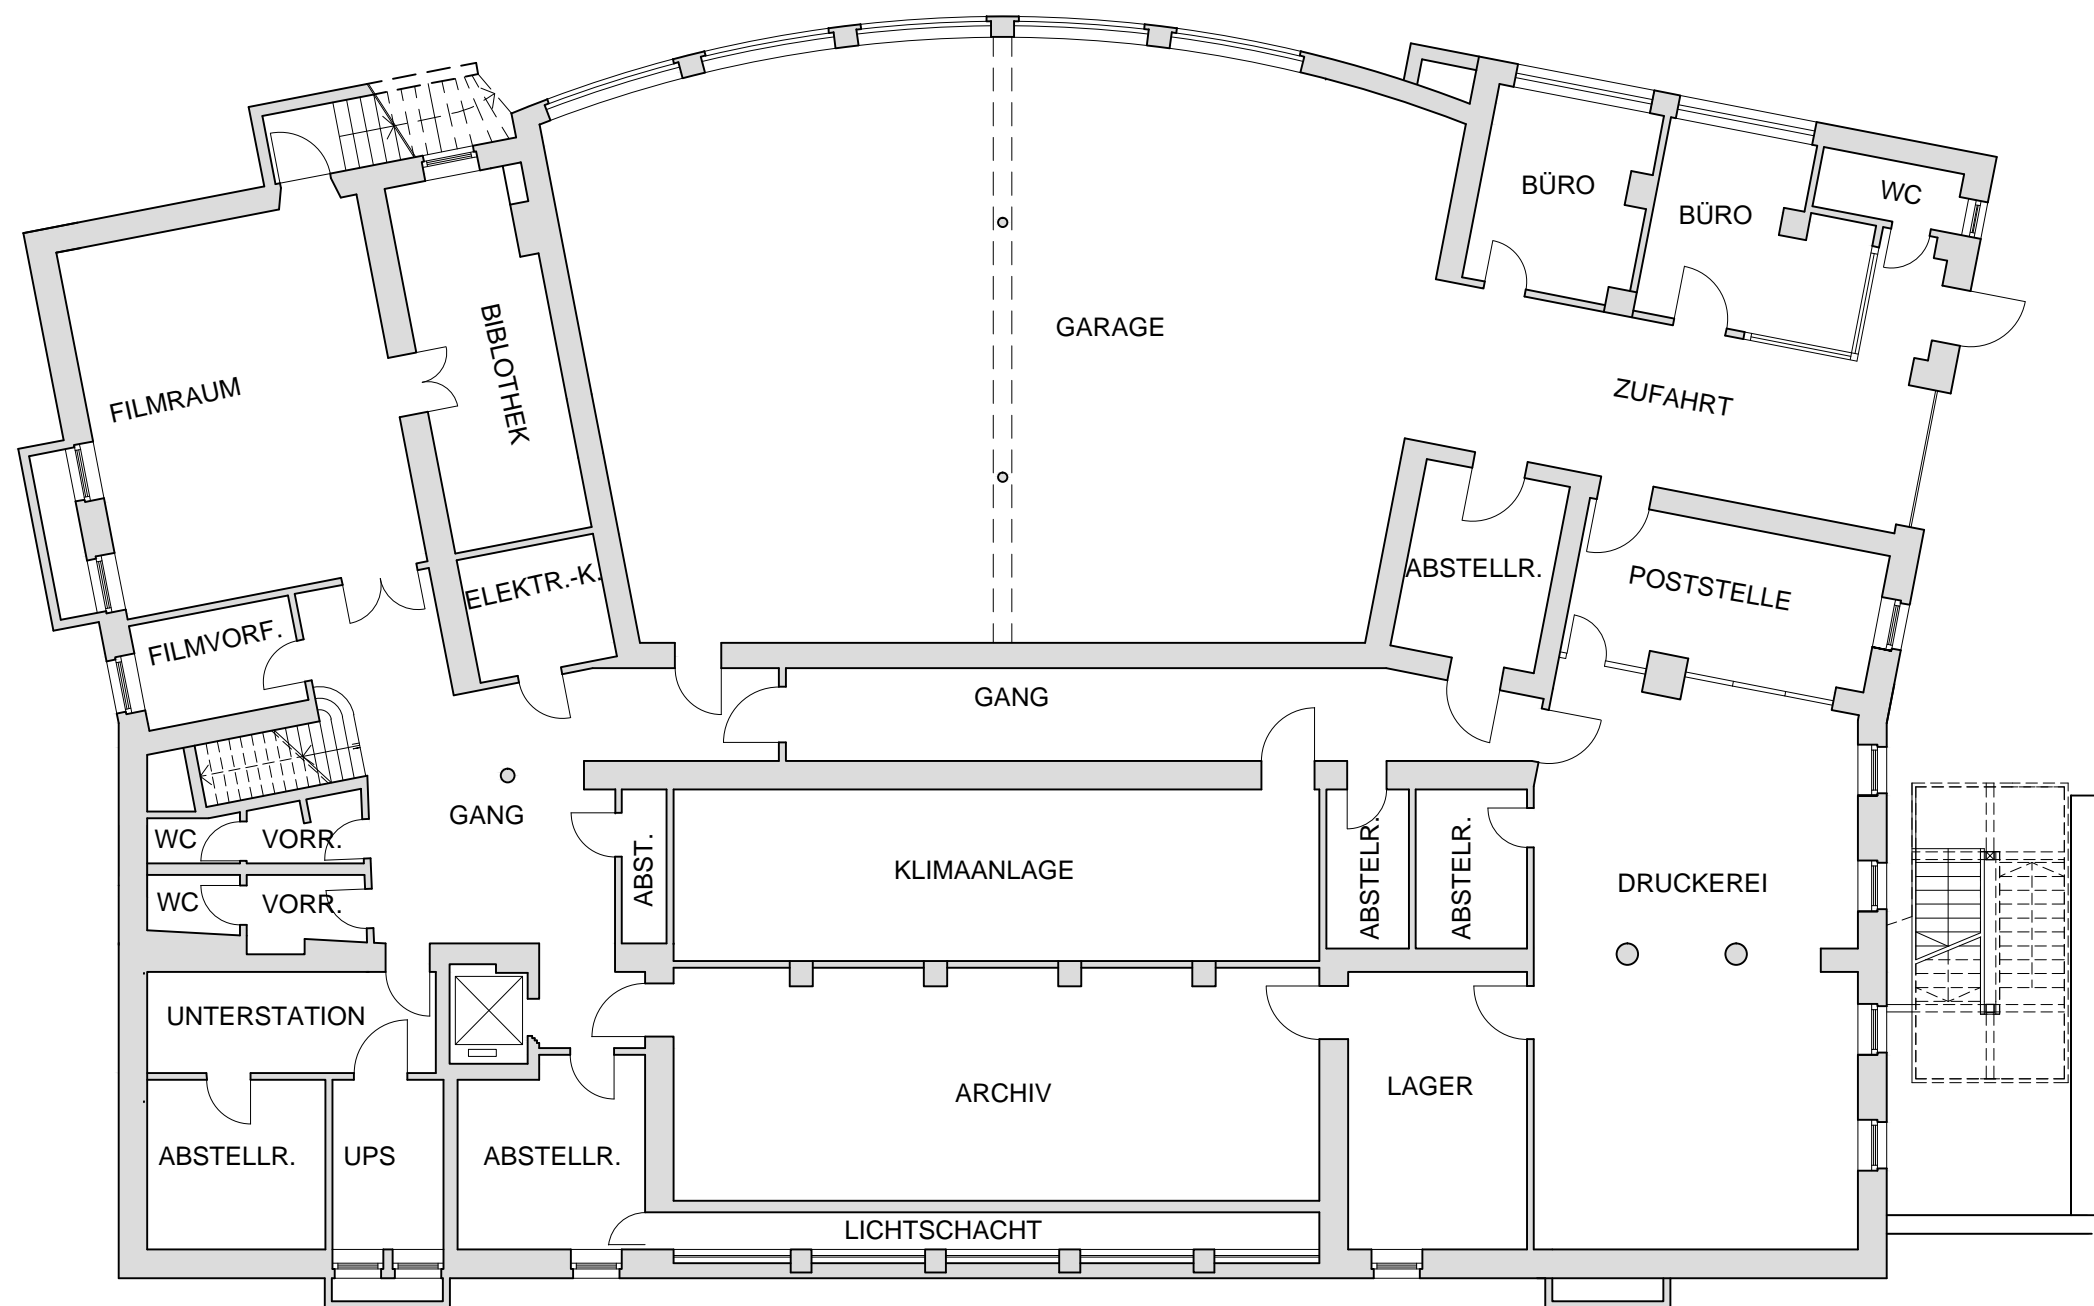 BÜRO
WC
BÜRO
GARAGE
BIBLOTHEK
FILMRAUM
ZUFAHRT
ABSTELLR.
POSTSTELLE
ELEKTR.-K.
FILMVORF.
GANG
GANG
WC
VORR.
KLIMAANLAGE
ABST.
ABSTELR.
ABSTELR.
DRUCKEREI
WC
VORR.
UNTERSTATION
ARCHIV
LAGER
ABSTELLR.
UPS
ABSTELLR.
LICHTSCHACHT